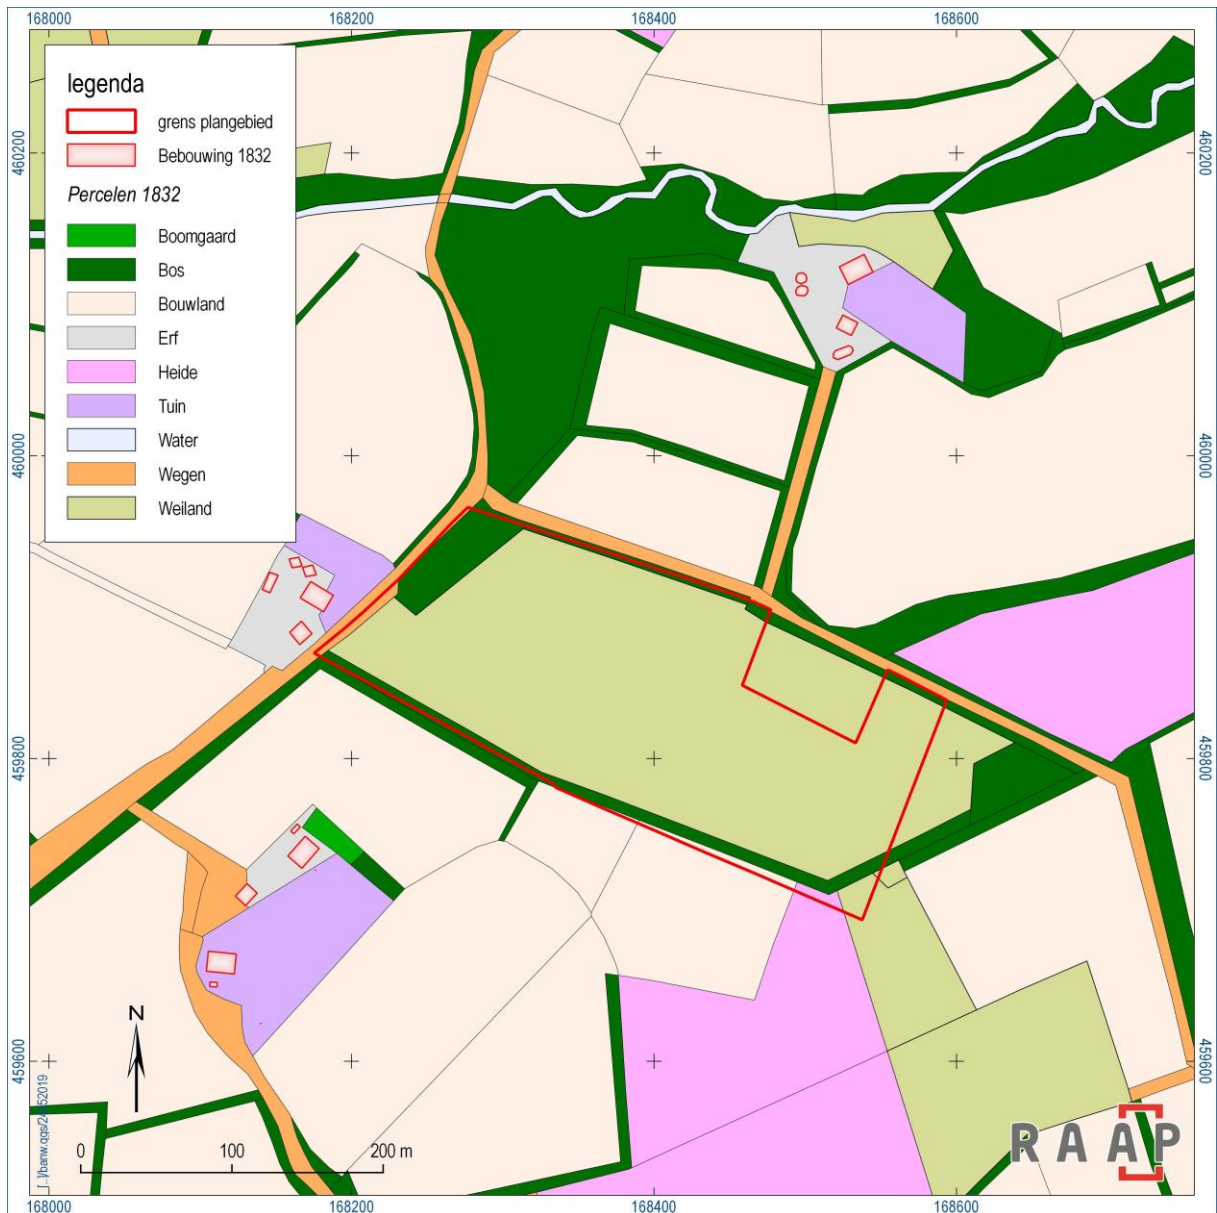 168000 168200 168400 168600
legenda
grens plangebied
Bebouwing 1832
Percelen 1832
Boomgaard
Bos
Bouwland
Erf
Heide
Tuin
Water
Wegen
Weiland
460200 460200
460000 460000
459800 459800
459600 459600
N
0 100 200 m
RAAP
168000 168200 168400 168600